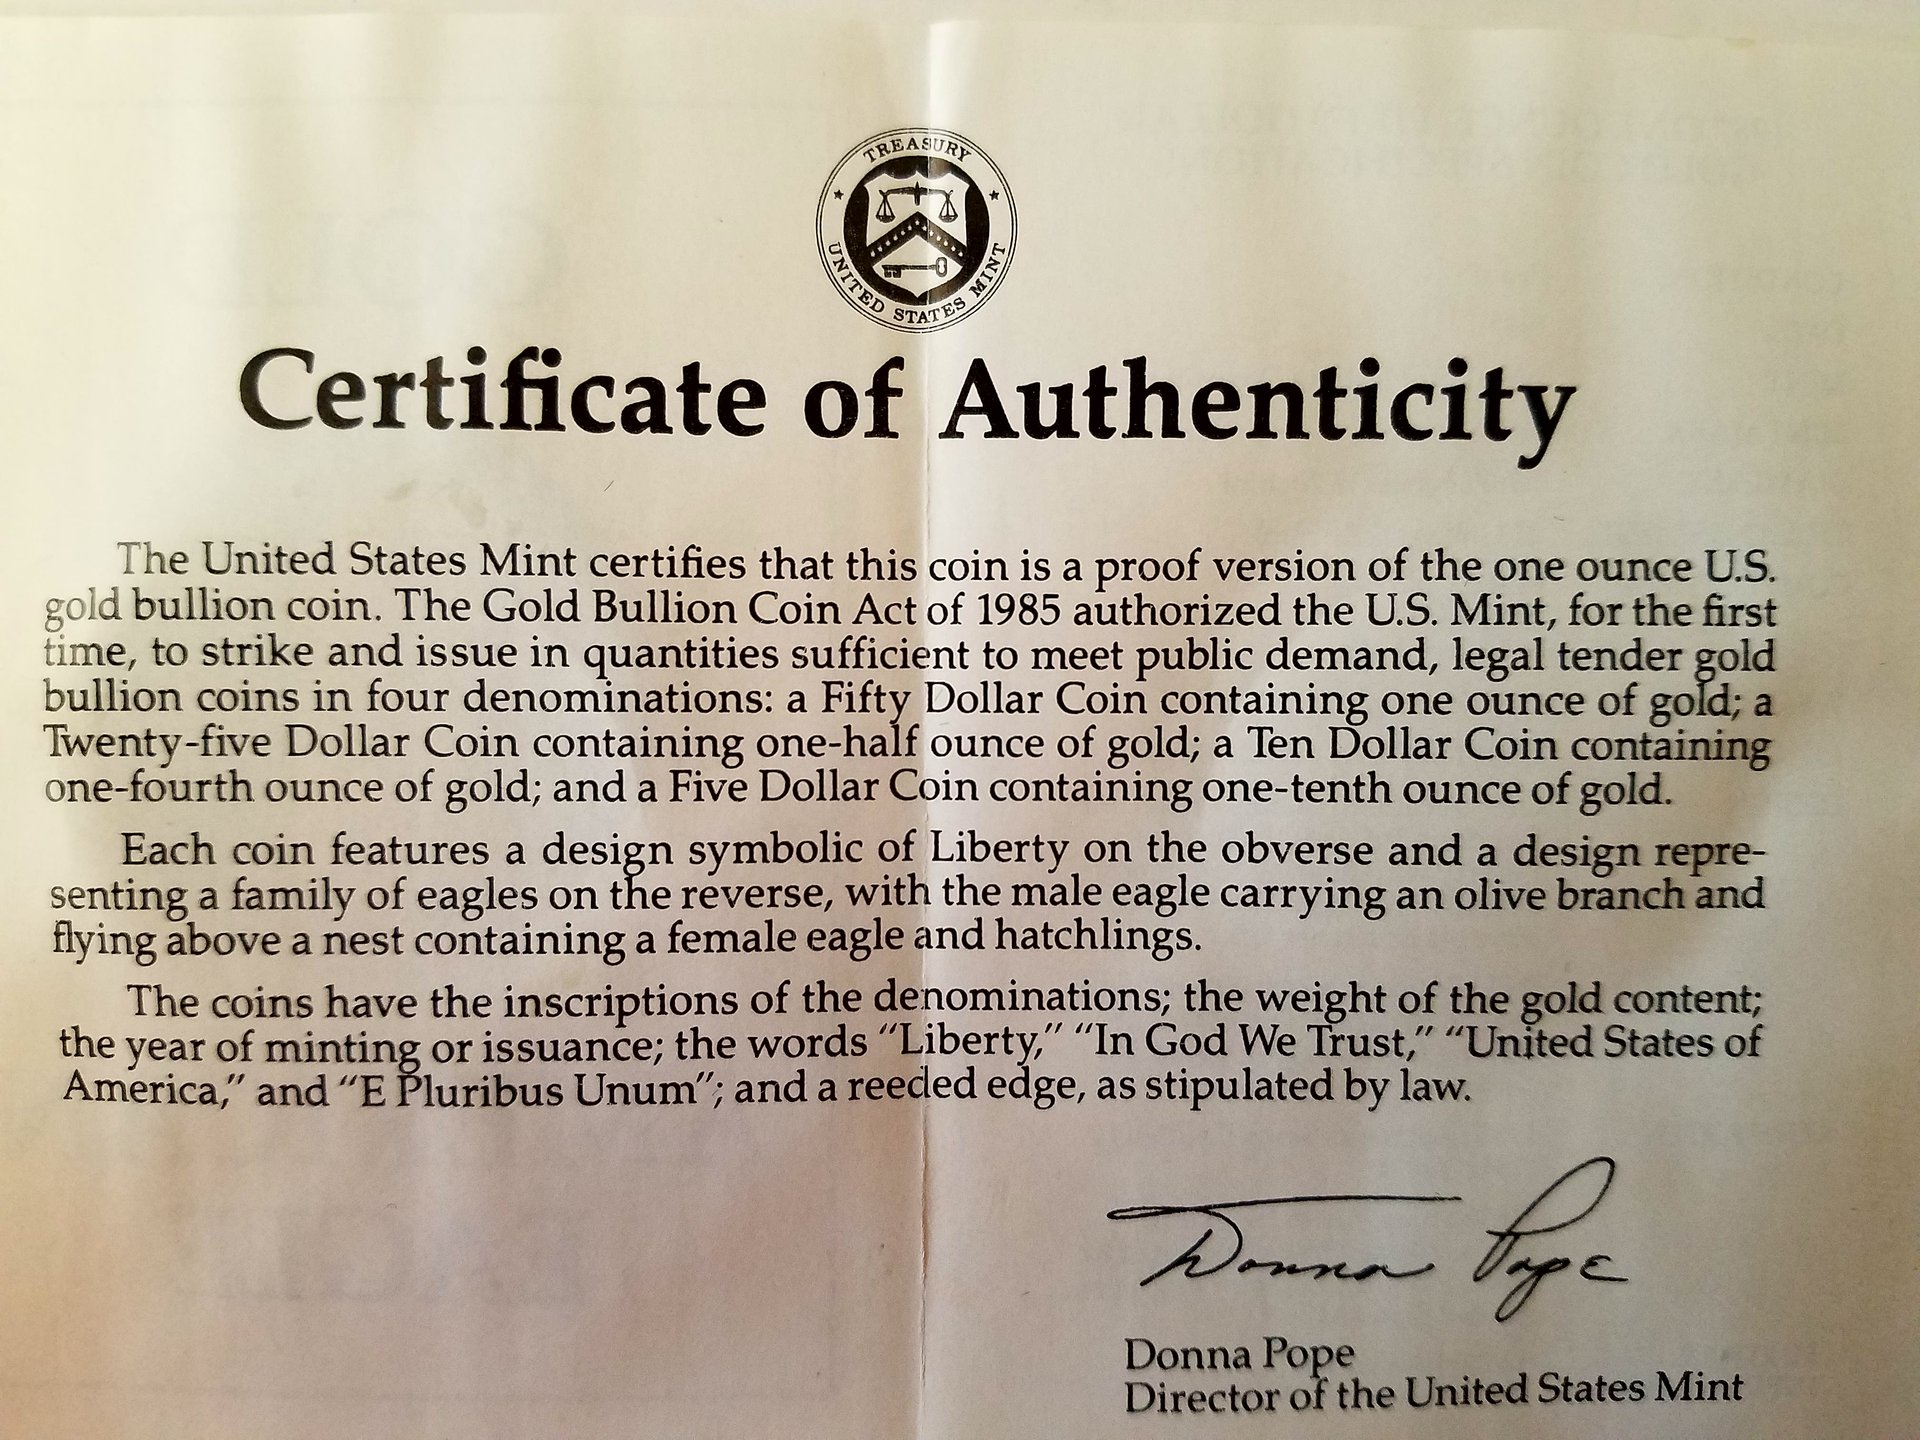 TREASURY
UNITED STATES MINT
Certificate of Authenticity
The United States Mint certifies that this coin is a proof version of the one ounce U.S.
gold bullion coin. The Gold Bullion Coin Act of 1985 authorized the U.S. Mint, for the first
time, to strike and issue in quantities sufficient to meet public demand, legal tender gold
bullion coins in four denominations: a Fifty Dollar Coin containing one ounce of gold; a
Twenty-five Dollar Coin containing one-half ounce of gold; a Ten Dollar Coin containing
one-fourth ounce of gold; and a Five Dollar Coin containing one-tenth ounce of gold.
Each coin features a design symbolic of Liberty on the obverse and a design repre-
senting a family of eagles on the reverse, with the male eagle carrying an olive branch and
flying above a nest containing a female eagle and hatchlings.
The coins have the inscriptions of the denominations; the weight of the gold content;
the year of minting or issuance; the words “Liberty,” “In God We Trust,” “United States of
America,” and “E Pluribus Unum”; and a reeded edge, as stipulated by law.
Donna Pope
Donna Pope
Director of the United States Mint